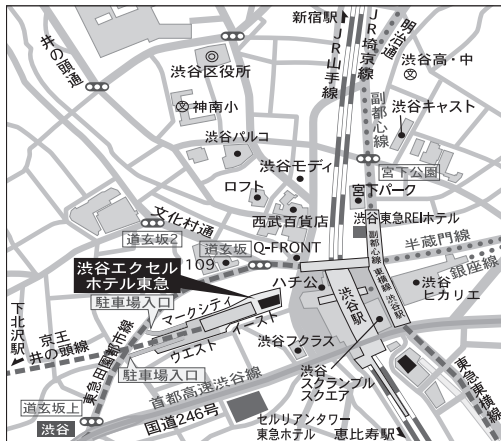 新宿駅
JR山手線
JR埼京線
明治通
井の頭通
渋谷区役所
渋谷高・中
神南小
副都心線
渋谷キャスト
渋谷パルコ
渋谷モディ
宮下公園
ロフト
宮下パーク
文化村通
西武百貨店
渋谷東急REIホテル
道玄坂2
道玄坂
Q-FRONT
副都心線
半蔵門線
109
渋谷エクセル
ホテル東急
ハチ公
東横線
渋谷駅
銀座線
駐車場入口
マークシティ
渋谷駅
渋谷
ヒカリエ
下北沢駅
京王
井の頭線
イースト
ウエスト
渋谷フクラス
東急田園都市線
駐車場入口
渋谷
スクランブル
スクエア
首都高速渋谷線
道玄坂上
渋谷
国道246号
東急東横線
セルリアンタワー
東急ホテル
恵比寿駅